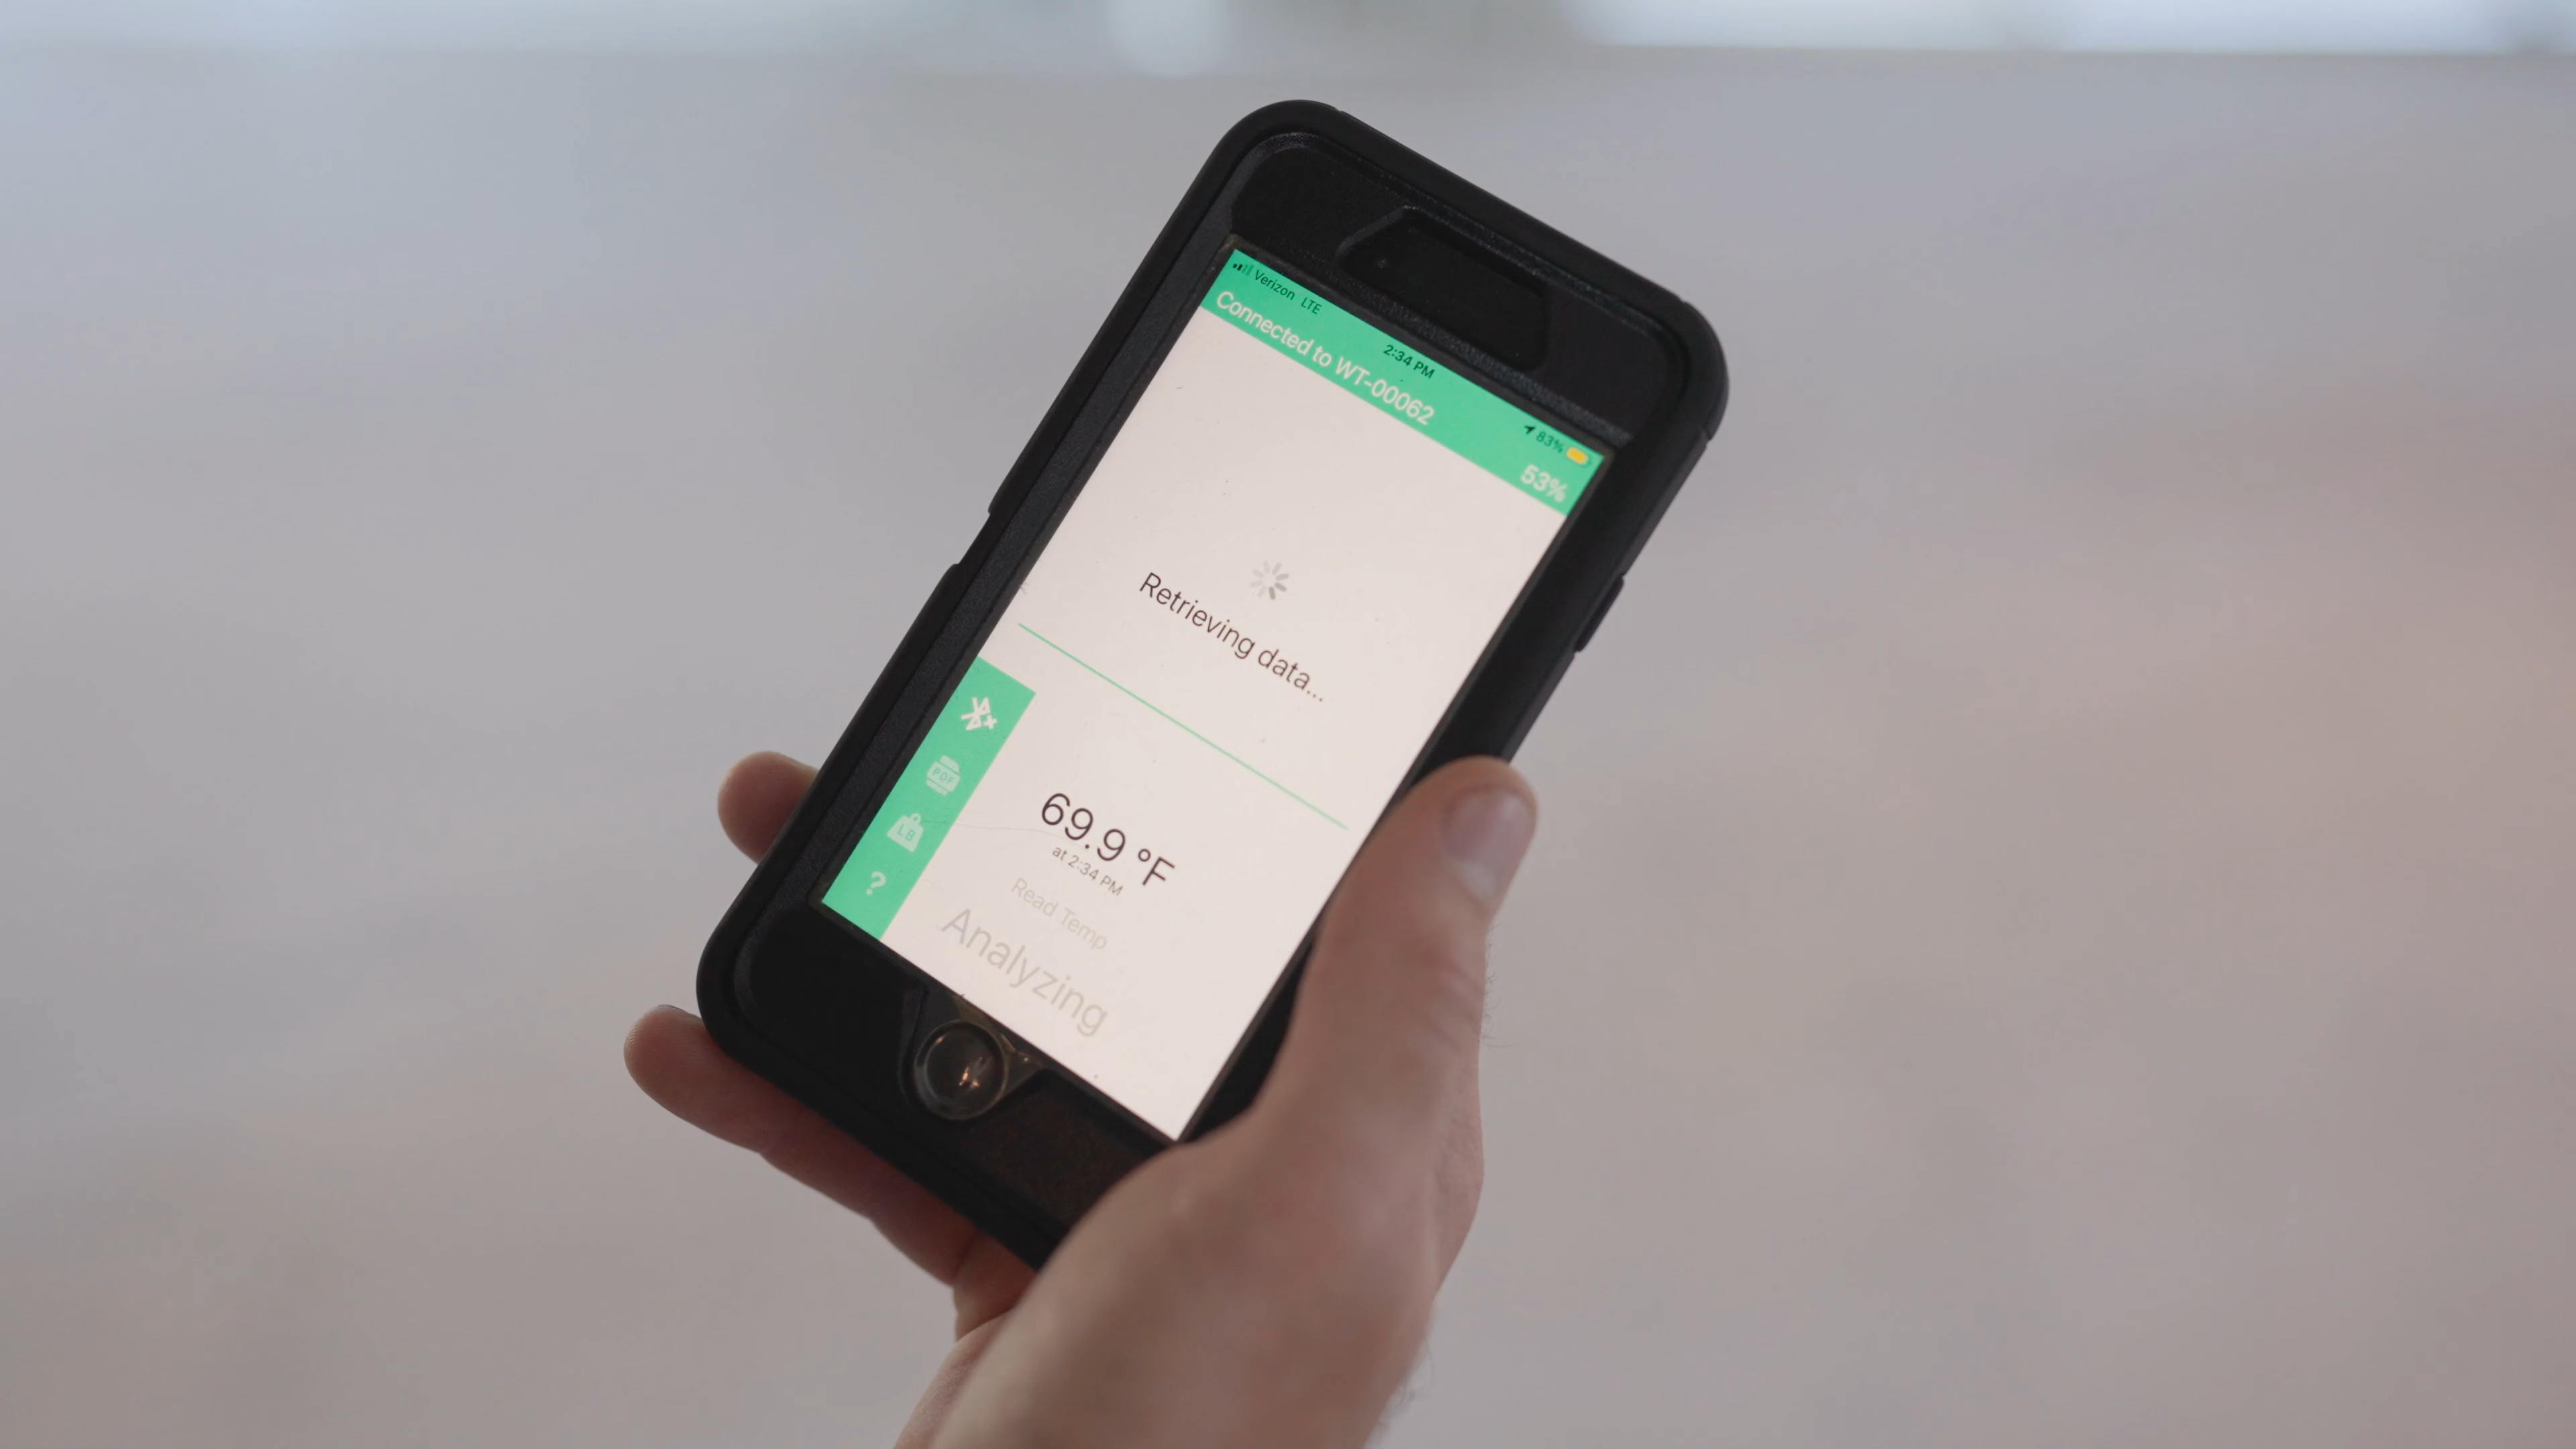 Verizon LTE
2:34 PM
83%
Connected to WT-00062
53%
Retrieving data...
PDF
LB
?
69.9 °F
at 2:34 PM
Read Temp
Analyzing